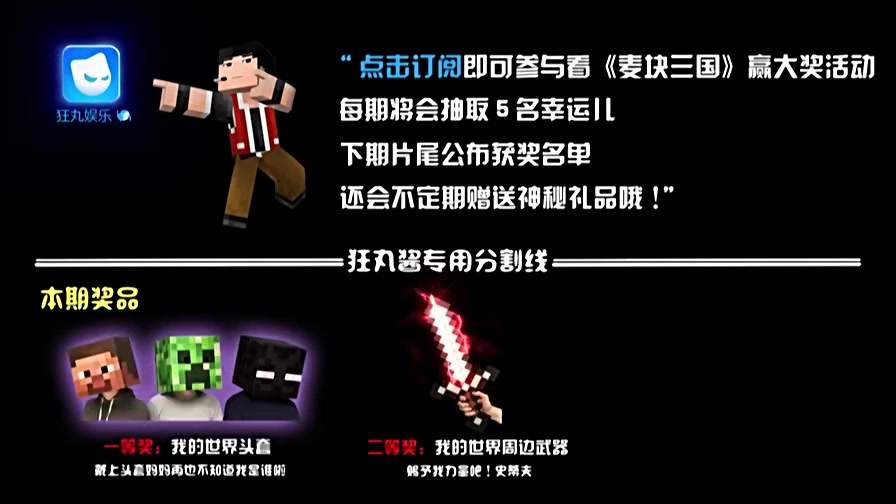 “点击订阅即可参与看《麦块三国》赢大奖活动
每期将会抽取5名幸运儿
下期片尾公布获奖名单
还会不定期赠送神秘礼品哦！”
狂丸娱乐
狂丸酱专用分割线
本期奖品
一等奖：我的世界头套
戴上头套妈妈再也不知道我是谁啦
二等奖：我的世界周边武器
赐予我力量吧！史蒂夫